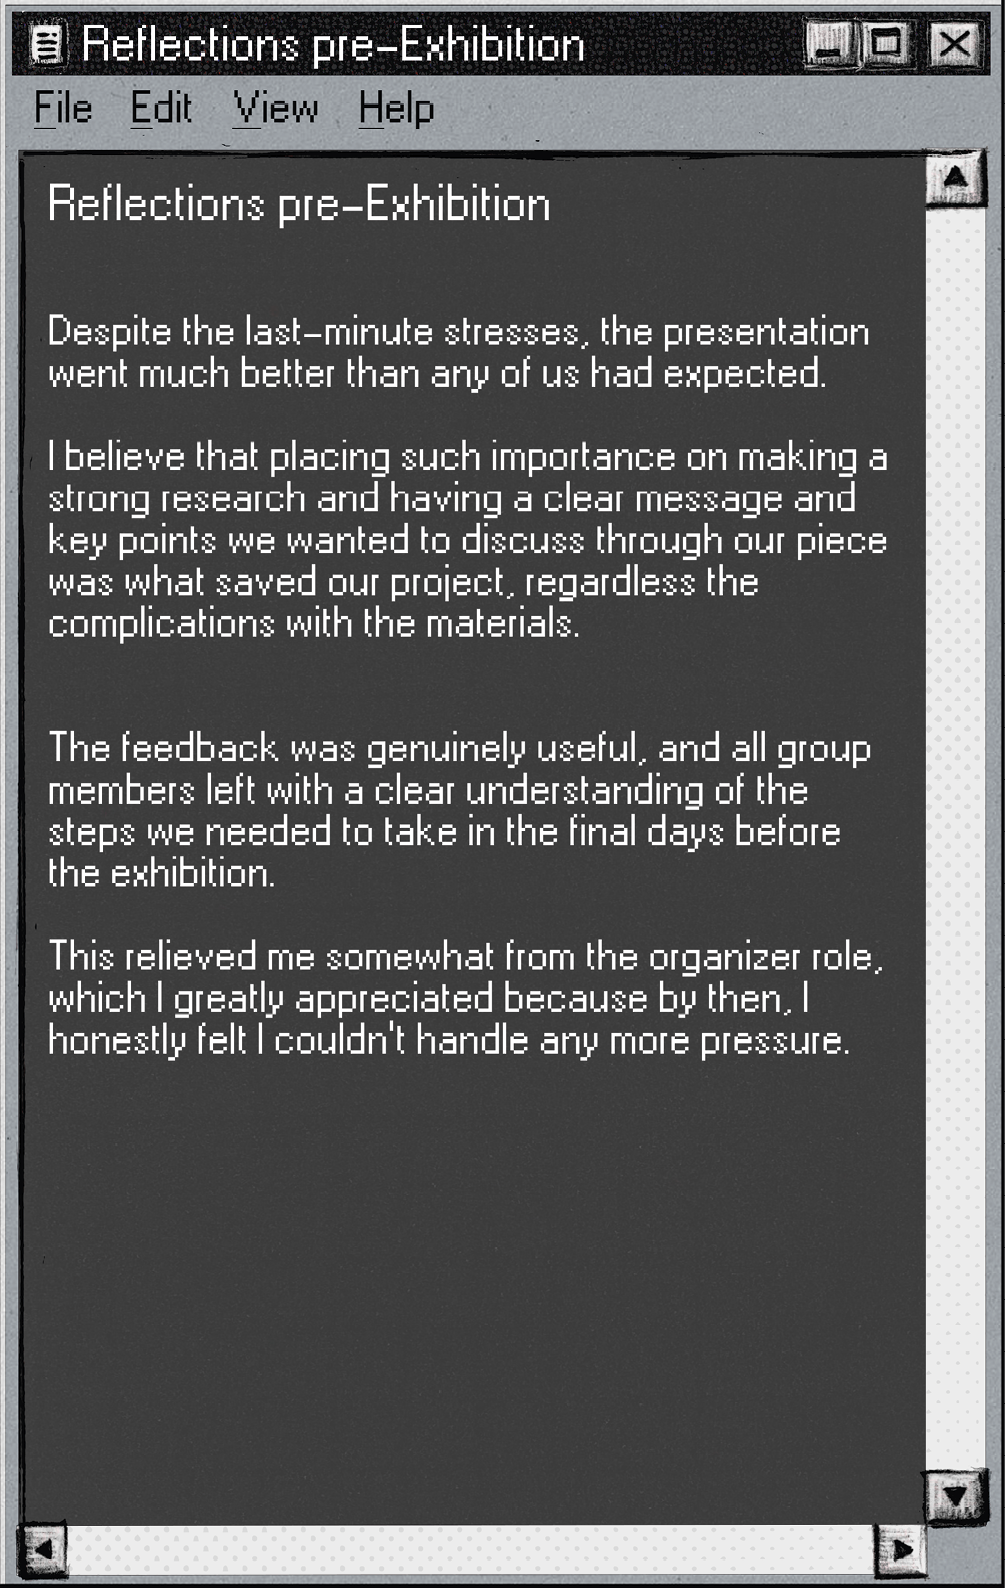 Reflections pre-Exhibition
File Edit View Help
Reflections pre-Exhibition
Despite the last-minute stresses, the presentation
went much better than any of us had expected.
I believe that placing such importance on making a
strong research and having a clear message and
key points we wanted to discuss through our piece
was what saved our project, regardless the
complications with the materials.
The feedback was genuinely useful, and all group
members left with a clear understanding of the
steps we needed to take in the final days before
the exhibition.
This relieved me somewhat from the organizer role,
which I greatly appreciated because by then, I
honestly felt I couldn't handle any more pressure.